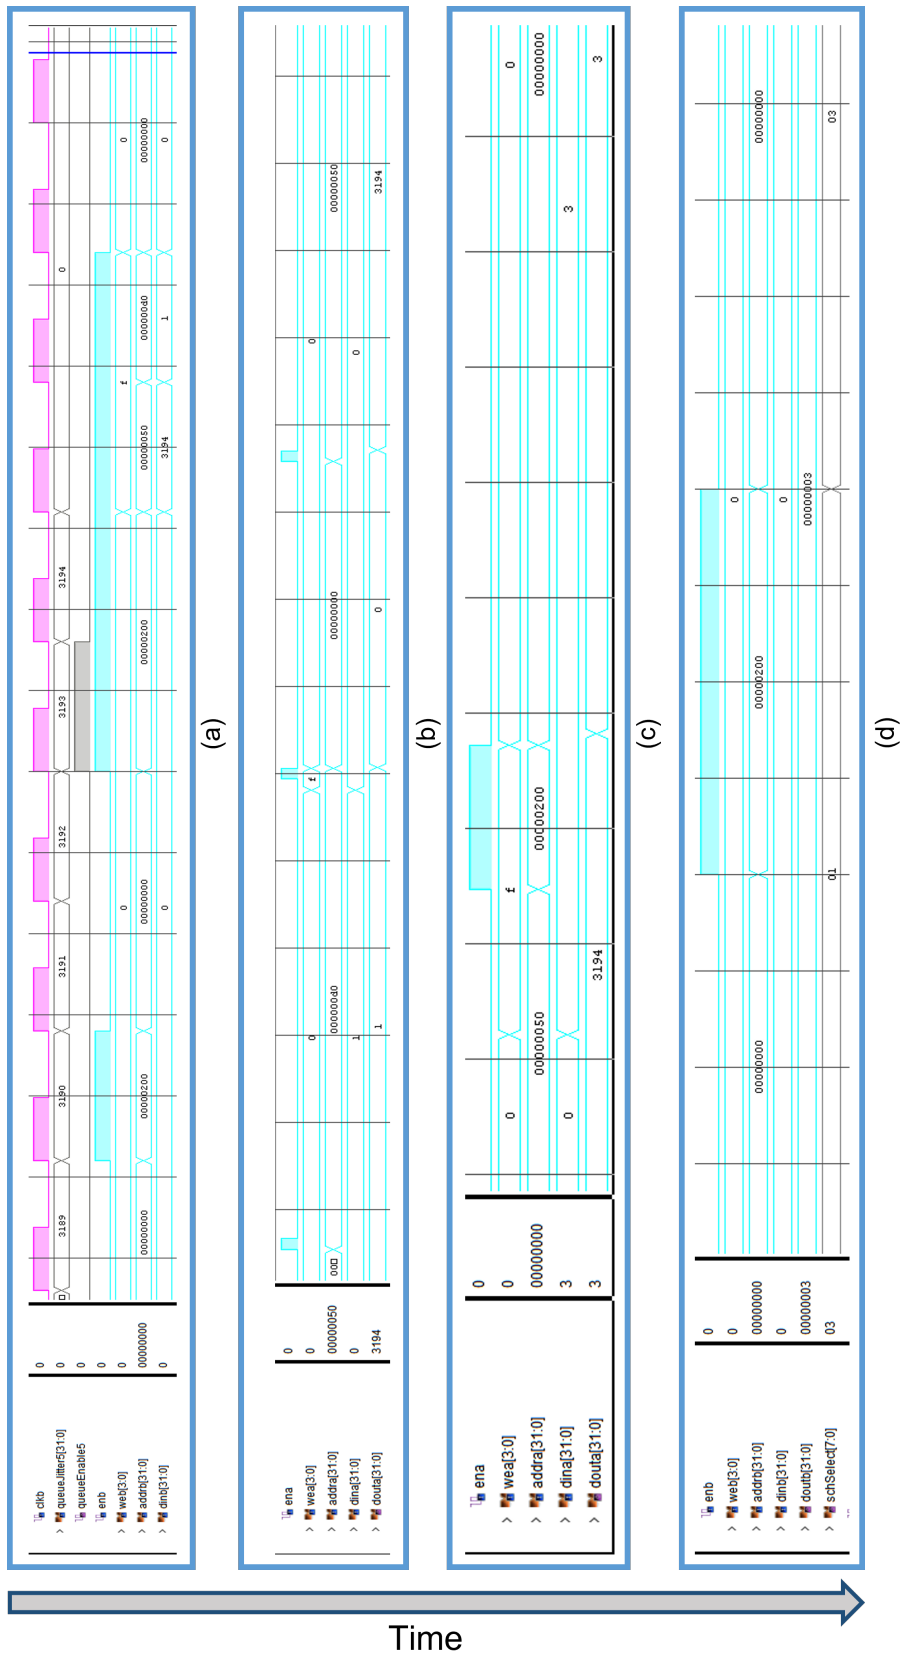 clkb
0
> queueJitter5[31:0]
0
3189
3190
3191
3192
3193
3194
0
queueEnable5
0
enb
0
> web[3:0]
0
0
f
0
> addrb[31:0]
00000000
00000000
00000200
00000000
00000200
00000050
000000d0
00000000
> dinb[31:0]
0
0
3194
1
0
(a)
ena
0
> wea[3:0]
0
0
f
0
> addra[31:0]
00000050
00
000000d0
00000000
00000050
> dina[31:0]
0
1
0
> douta[31:0]
3194
1
0
3194
(b)
ena
0
> wea[3:0]
0
0
f
0
> addra[31:0]
00000000
00000050
00000200
00000000
> dina[31:0]
3
0
3
> douta[31:0]
3
3194
3
(c)
enb
0
> web[3:0]
0
0
> addrb[31:0]
00000000
00000000
00000200
00000000
> dinb[31:0]
0
0
> doutb[31:0]
00000003
00000003
> schSelect[7:0]
03
01
03
(d)
Time